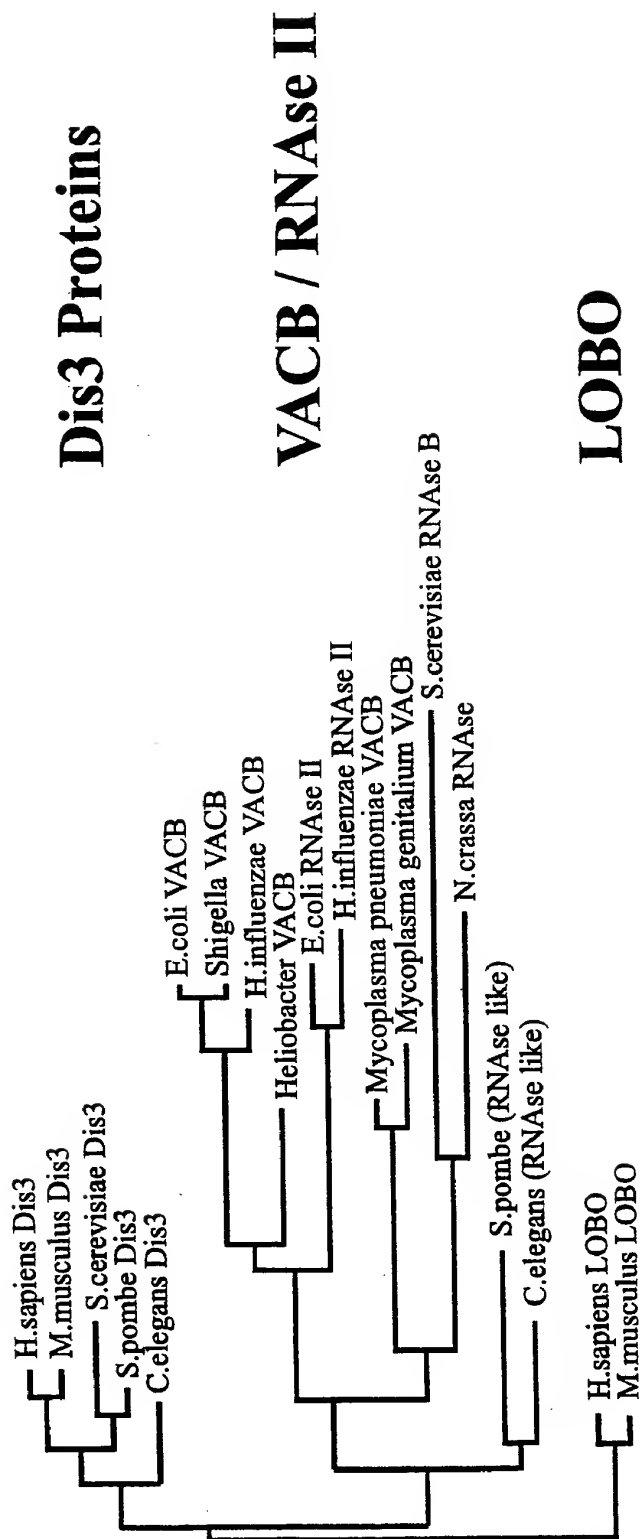 H.sapiens Dis3
M.musculus Dis3
S.cerevisiae Dis3
S.pombe Dis3
C.elegans Dis3
Dis3 Proteins
E.coli VACB
Shigella VACB
H.influenzae VACB
Heliobacter VACB
E.coli RNAse II
H.influenzae RNAse II
Mycoplasma pneumoniae VACB
Mycoplasma genitalium VACB
S.cerevisiae RNAse B
N.crassa RNAse
S.pombe (RNAse like)
C.elegans (RNAse like)
VACB / RNAse II
H.sapiens LOBO
M.musculus LOBO
LOBO